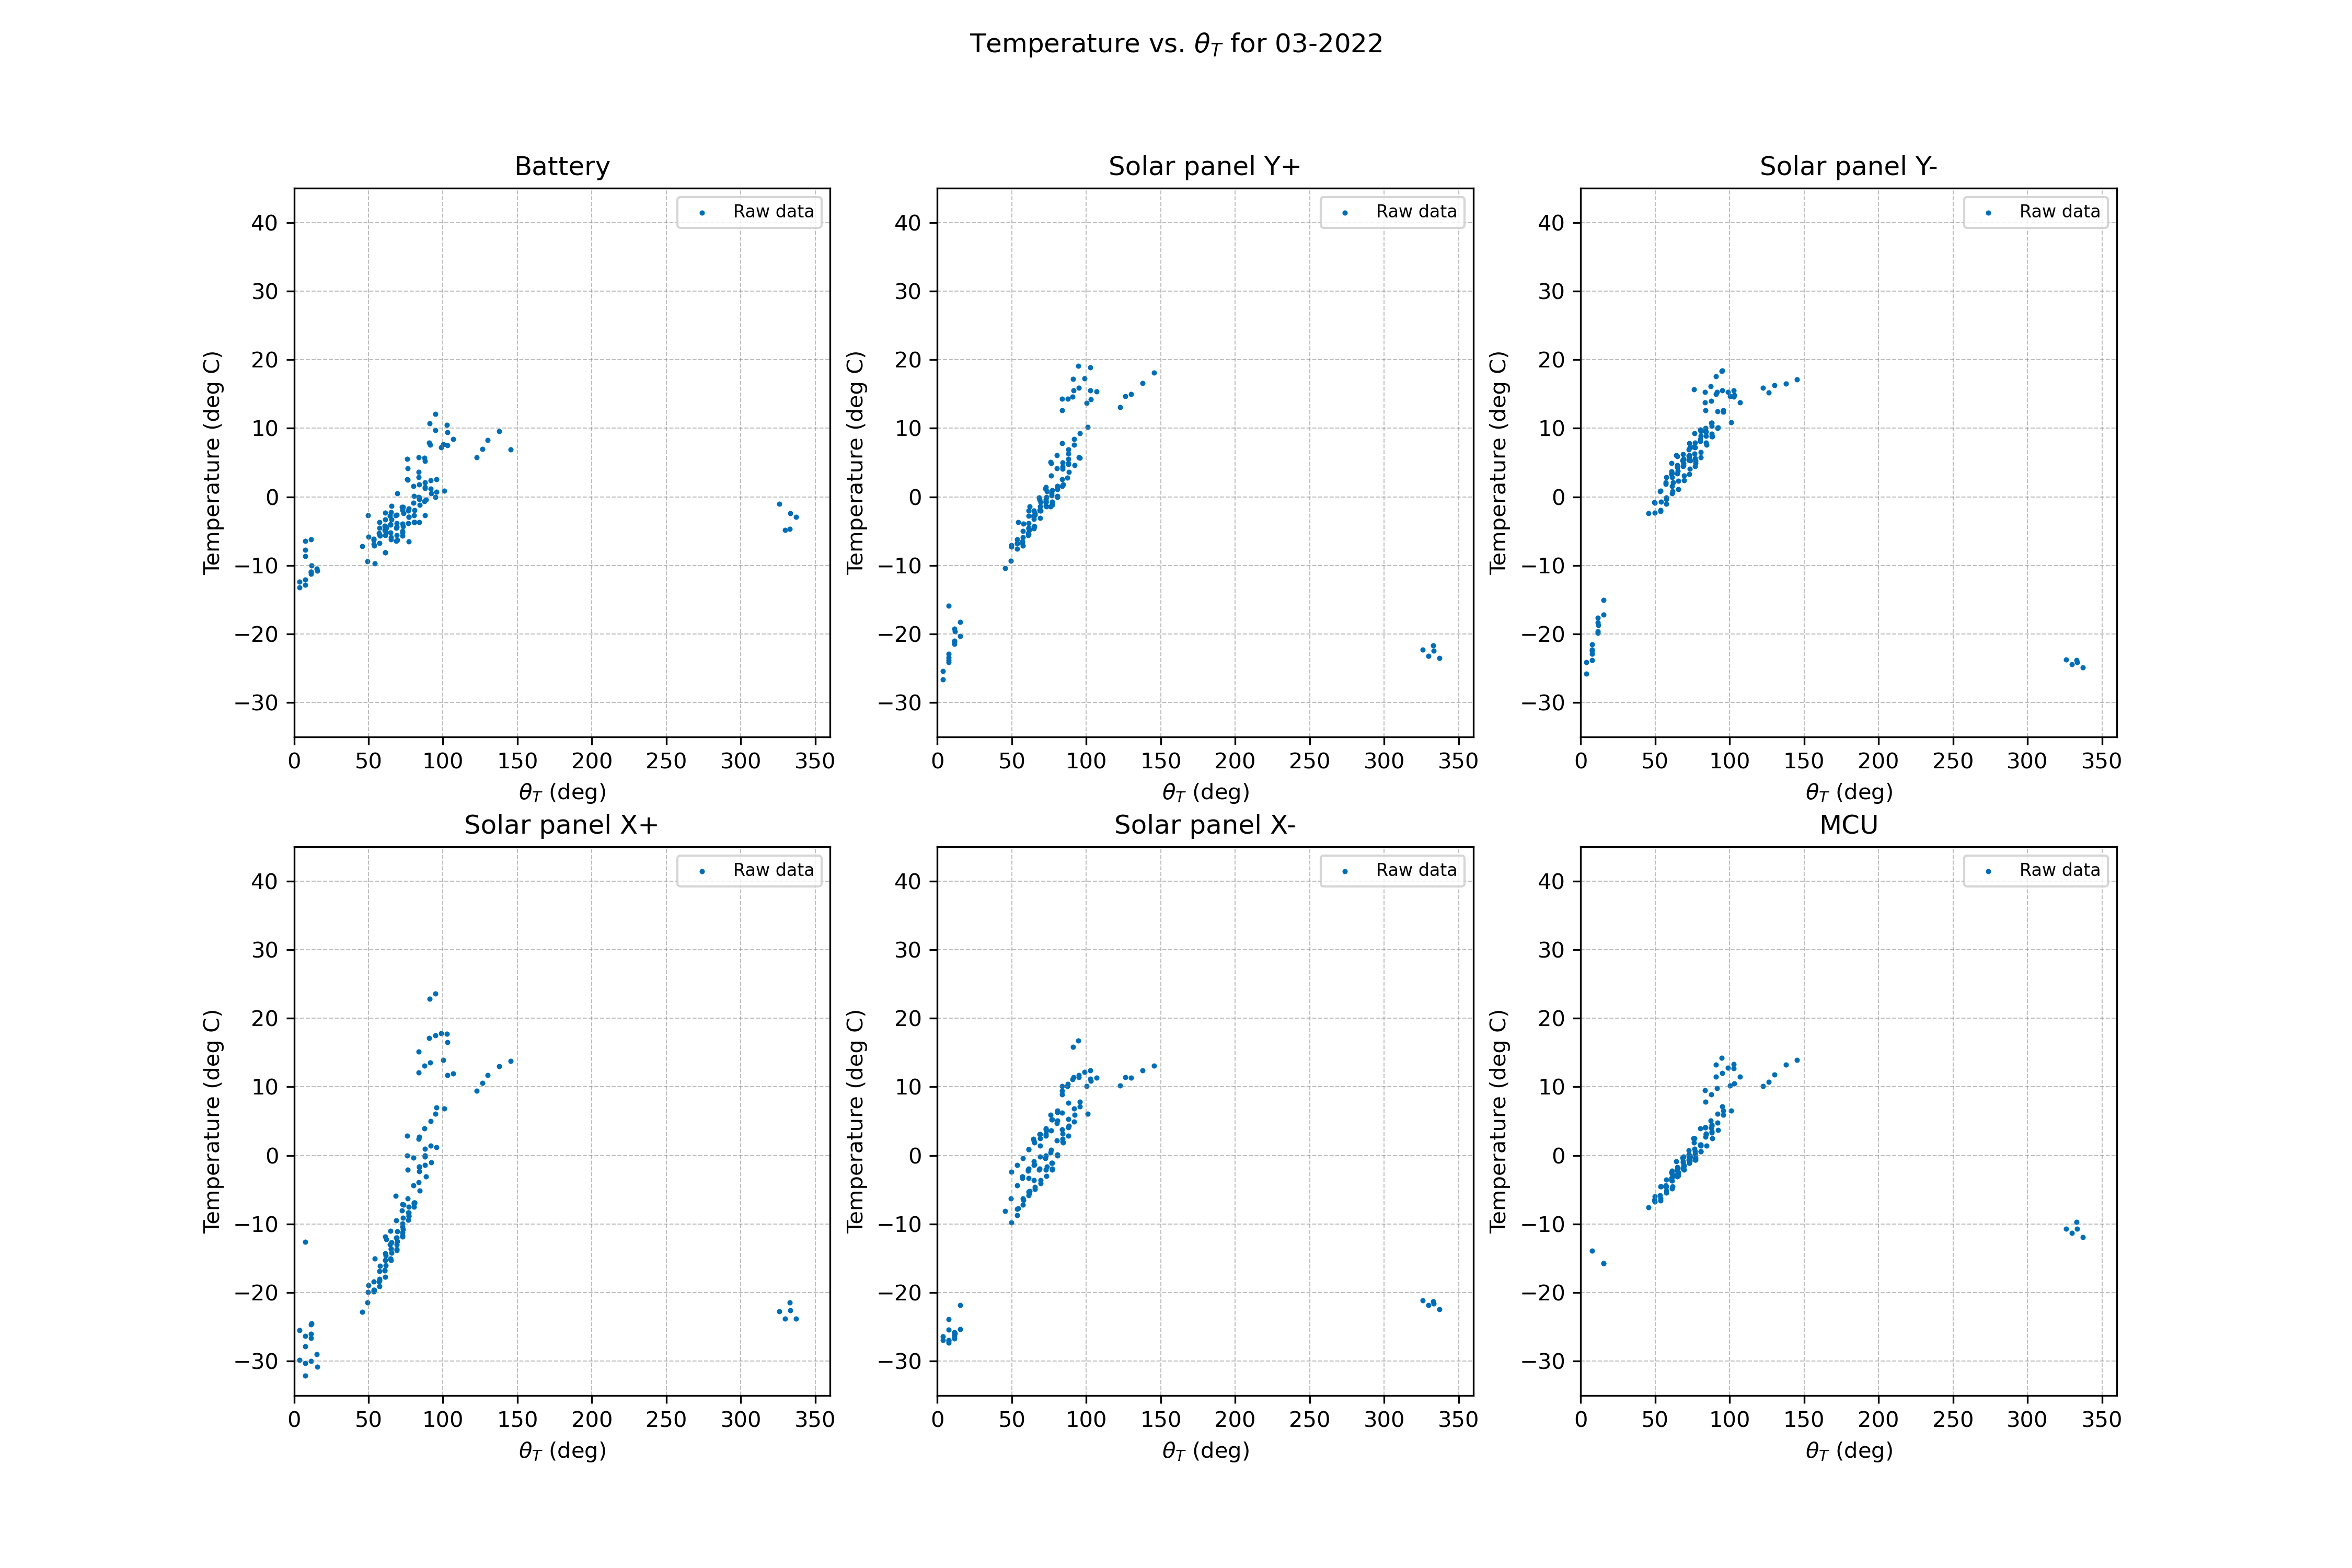 Temperature vs. θ_T for 03-2022
Battery
Raw data
Temperature (deg C)
40
30
20
10
0
−10
−20
−30
0 50 100 150 200 250 300 350
θ_T (deg)
Solar panel Y+
Raw data
Temperature (deg C)
40
30
20
10
0
−10
−20
−30
0 50 100 150 200 250 300 350
θ_T (deg)
Solar panel Y-
Raw data
Temperature (deg C)
40
30
20
10
0
−10
−20
−30
0 50 100 150 200 250 300 350
θ_T (deg)
Solar panel X+
Raw data
Temperature (deg C)
40
30
20
10
0
−10
−20
−30
0 50 100 150 200 250 300 350
θ_T (deg)
Solar panel X-
Raw data
Temperature (deg C)
40
30
20
10
0
−10
−20
−30
0 50 100 150 200 250 300 350
θ_T (deg)
MCU
Raw data
Temperature (deg C)
40
30
20
10
0
−10
−20
−30
0 50 100 150 200 250 300 350
θ_T (deg)